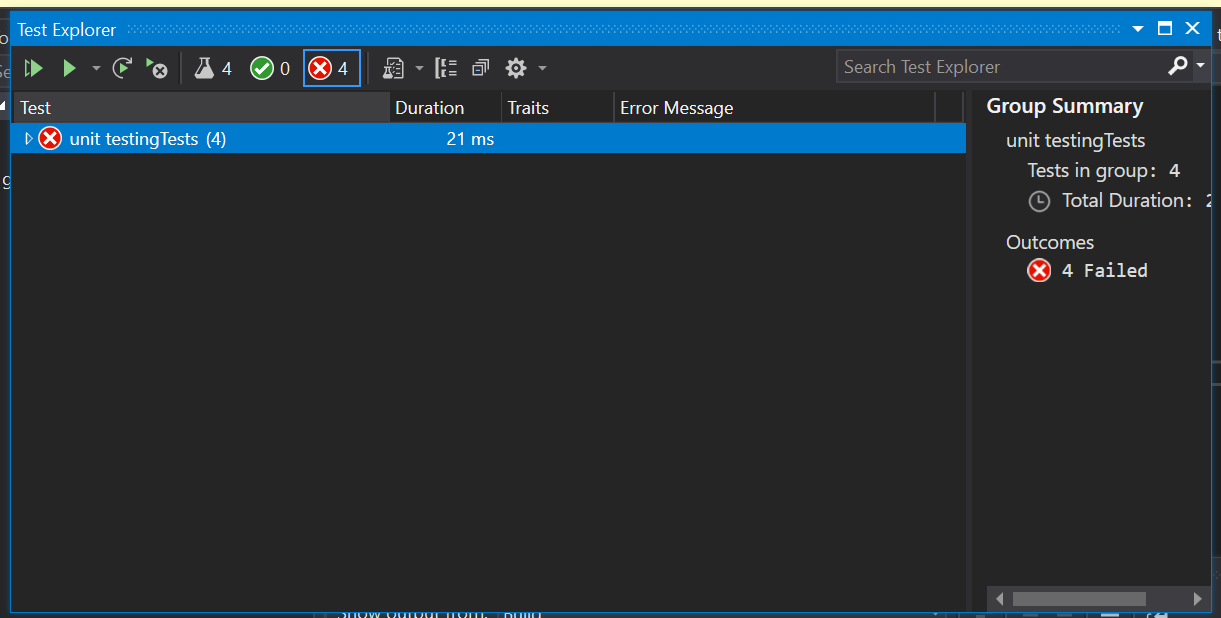 Test Explorer
4
0
4
Search Test Explorer
Test
Duration
Traits
Error Message
unit testingTests (4)
21 ms
Group Summary
unit testingTests
Tests in group: 4
Total Duration: 2
Outcomes
4 Failed
Show output from: Build